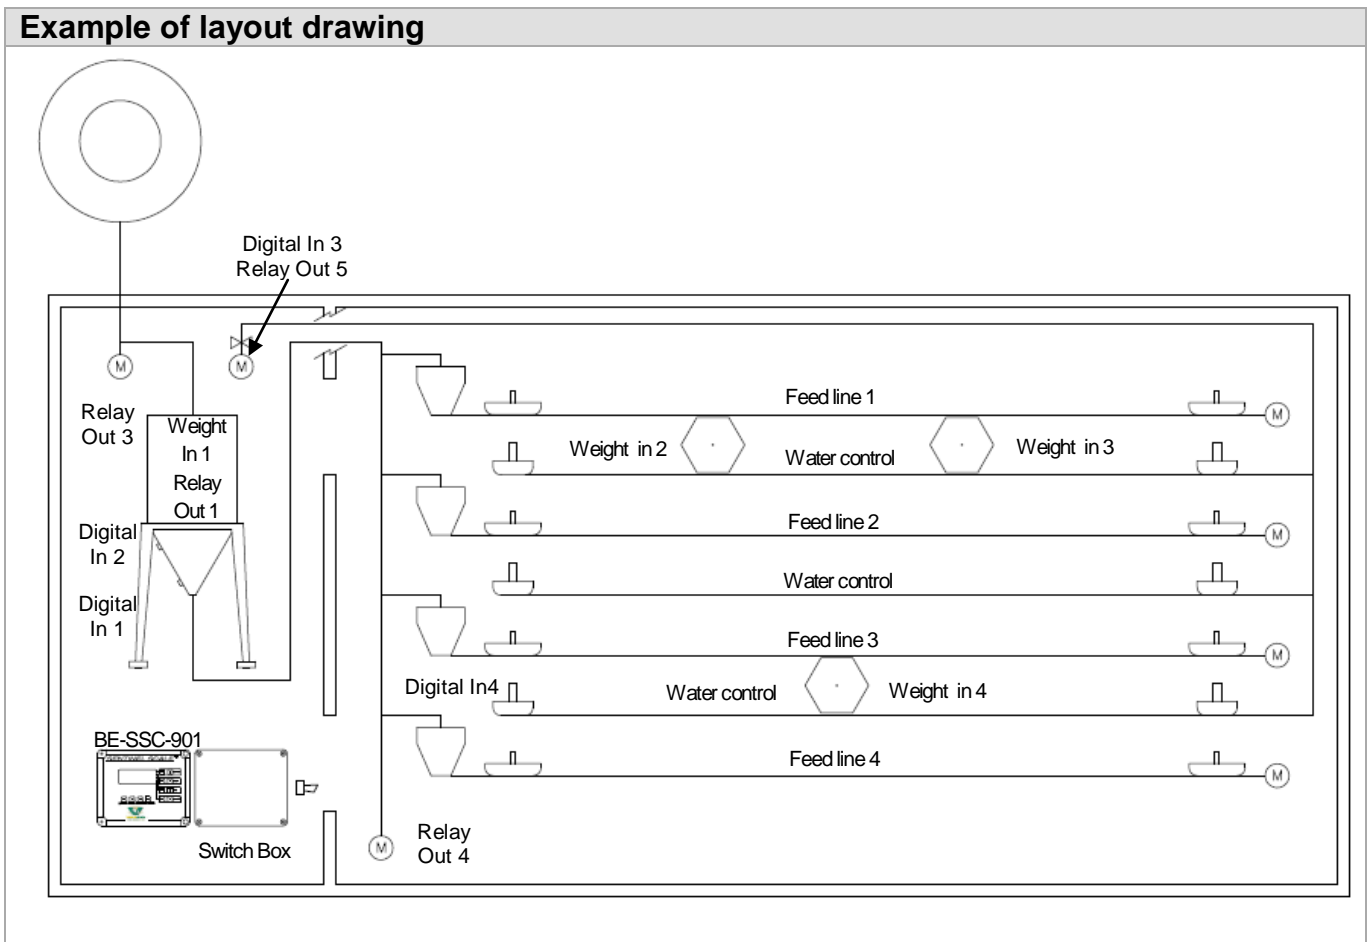 Example of layout drawing
Digital In 3
Relay Out 5
M
M
Relay
Out 3
Weight
In 1
Relay
Out 1
Digital
In 2
Digital
In 1
Feed line 1
M
Weight in 2
Water control
Weight in 3
Feed line 2
M
Water control
Feed line 3
M
Digital In4
Water control
Weight in 4
Feed line 4
M
BE-SSC-901
Switch Box
M
Relay
Out 4